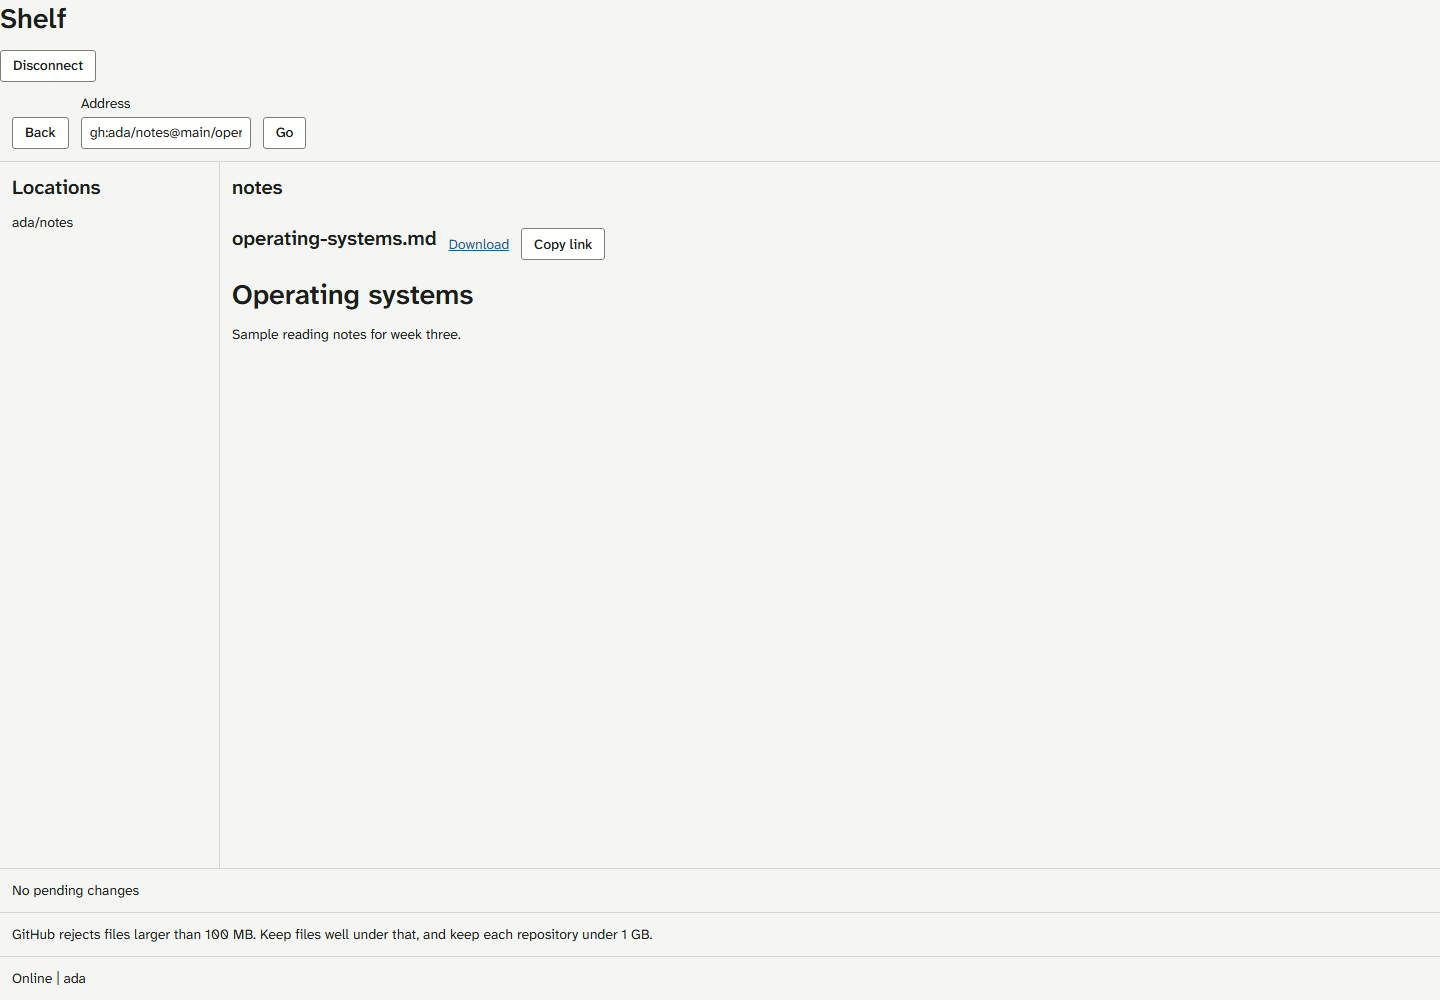 Shelf
Disconnect
Address
Back
gh:ada/notes@main/oper
Go
Locations
ada/notes
notes
operating-systems.md Download Copy link
Operating systems
Sample reading notes for week three.
No pending changes
GitHub rejects files larger than 100 MB. Keep files well under that, and keep each repository under 1 GB.
Online | ada